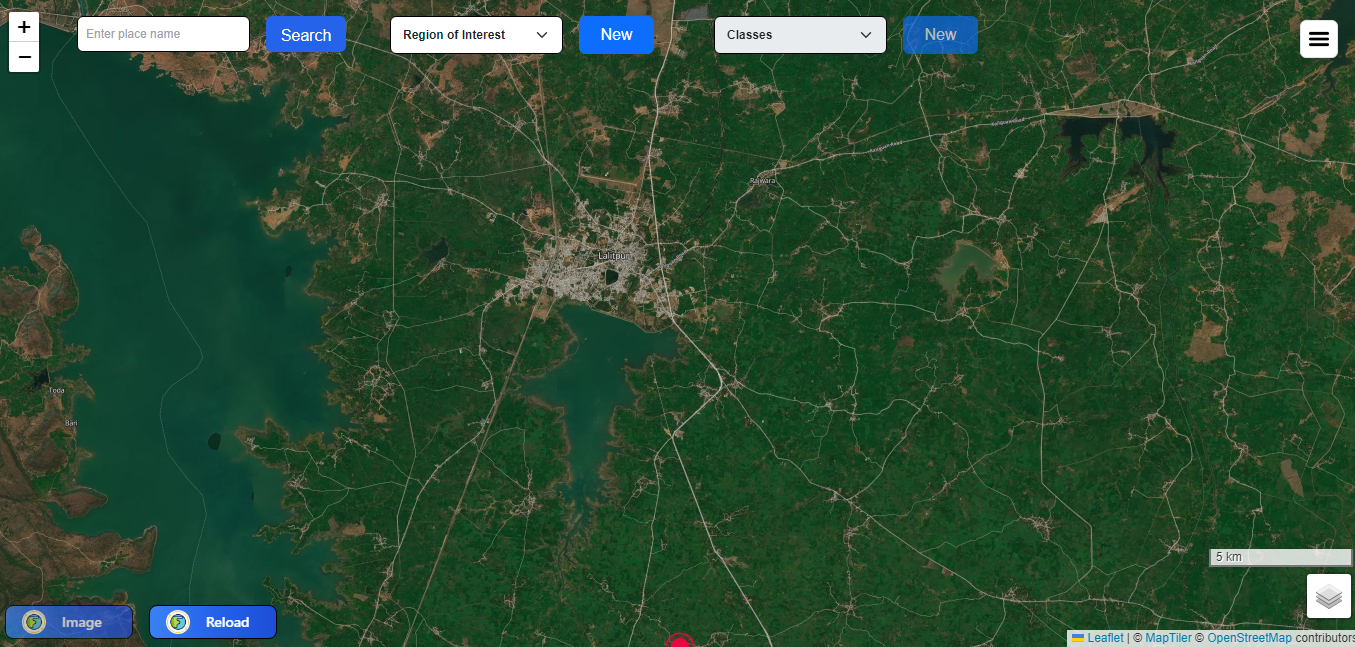 +
−
Enter place name
Search
Region of Interest
New
Classes
New
Rajwara
Lalitpur
Toda
Bari
5 km
Image
Reload
Leaflet | © MapTiler © OpenStreetMap contributors